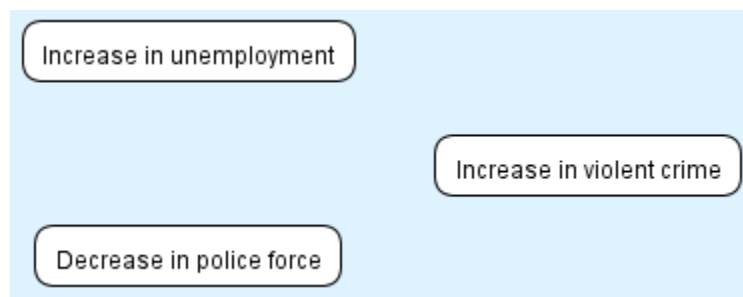 Increase in unemployment
Increase in violent crime
Decrease in police force